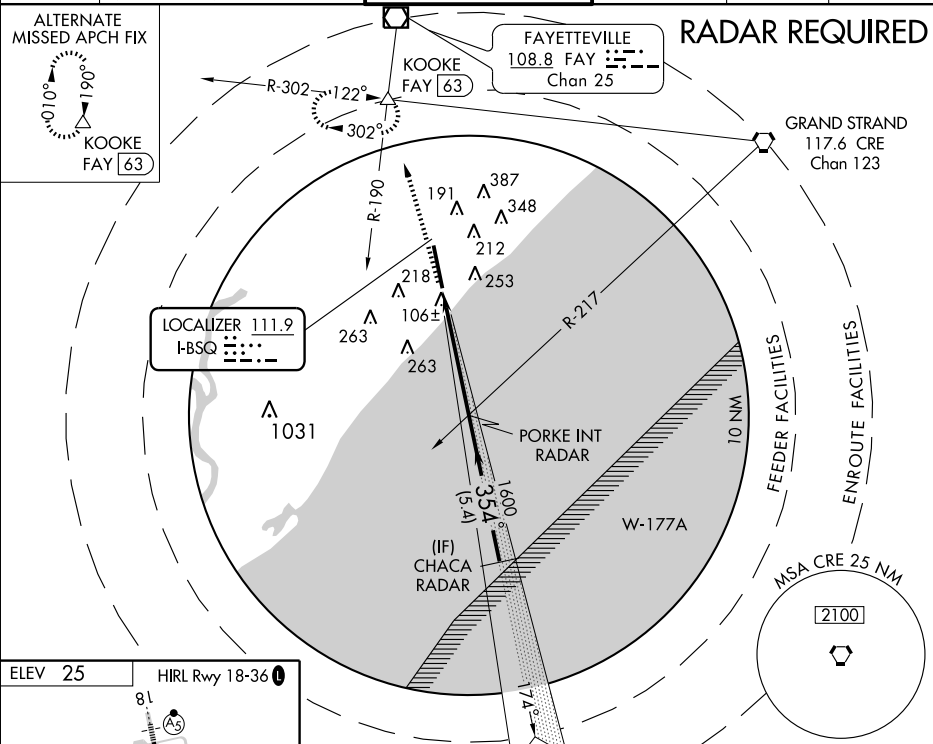 ALTERNATE
MISSED APCH FIX
010°
190°
KOOKE
FAY 63
RADAR REQUIRED
FAYETTEVILLE
108.8 FAY
Chan 25
KOOKE
FAY 63
R-302
122°
302°
GRAND STRAND
117.6 CRE
Chan 123
R-190
191
387
348
212
253
218
263
106±
263
1031
LOCALIZER 111.9
I-BSQ
R-217
PORKE INT
RADAR
10 NM
FEEDER FACILITIES
ENROUTE FACILITIES
1600
354°
(5.4)
W-177A
(IF)
CHACA
RADAR
MSA CRE 25 NM
2100
174°
ELEV 25
HIRL Rwy 18-36 L
18
A5